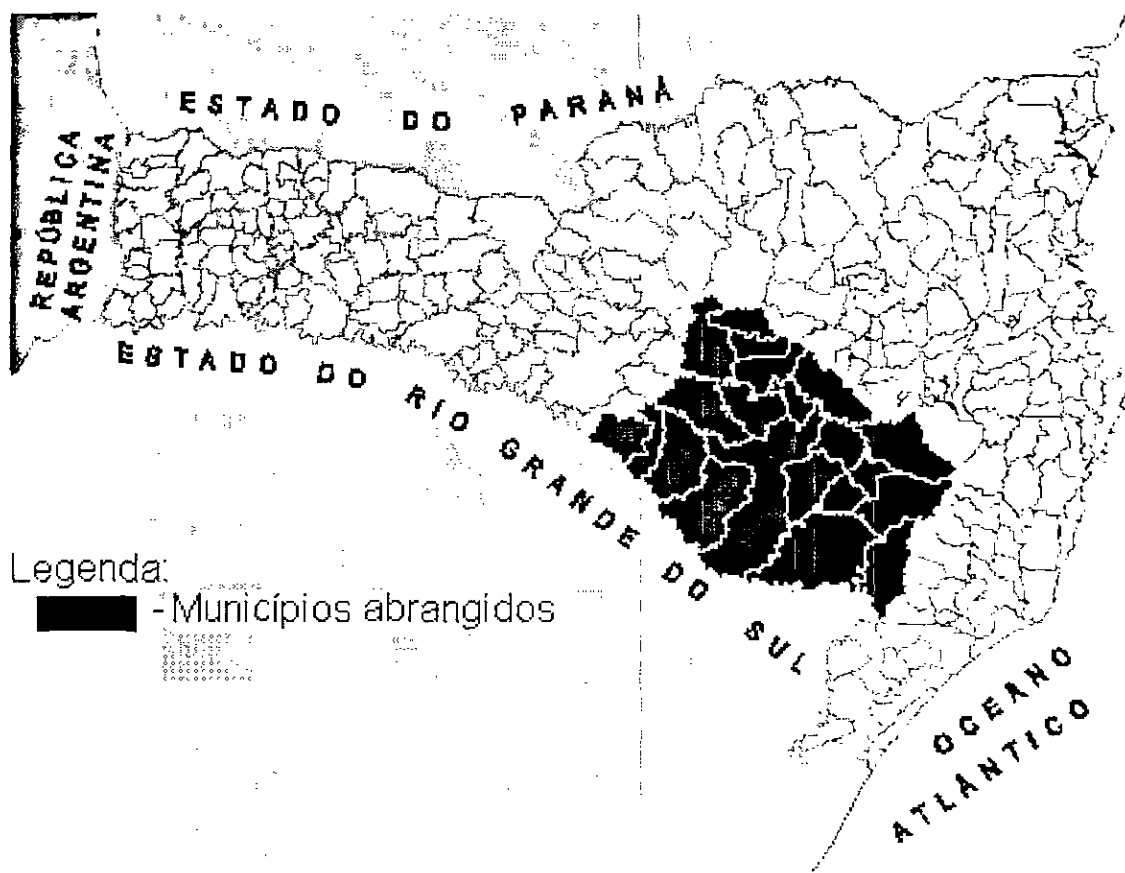 ESTADO DO PARANÁ
REPÚBLICA
ARGENTINA
ESTADO DO RIO GRANDE DO SUL
Legenda:
- Municípios abrangidos
OCEANO
ATLÂNTICO